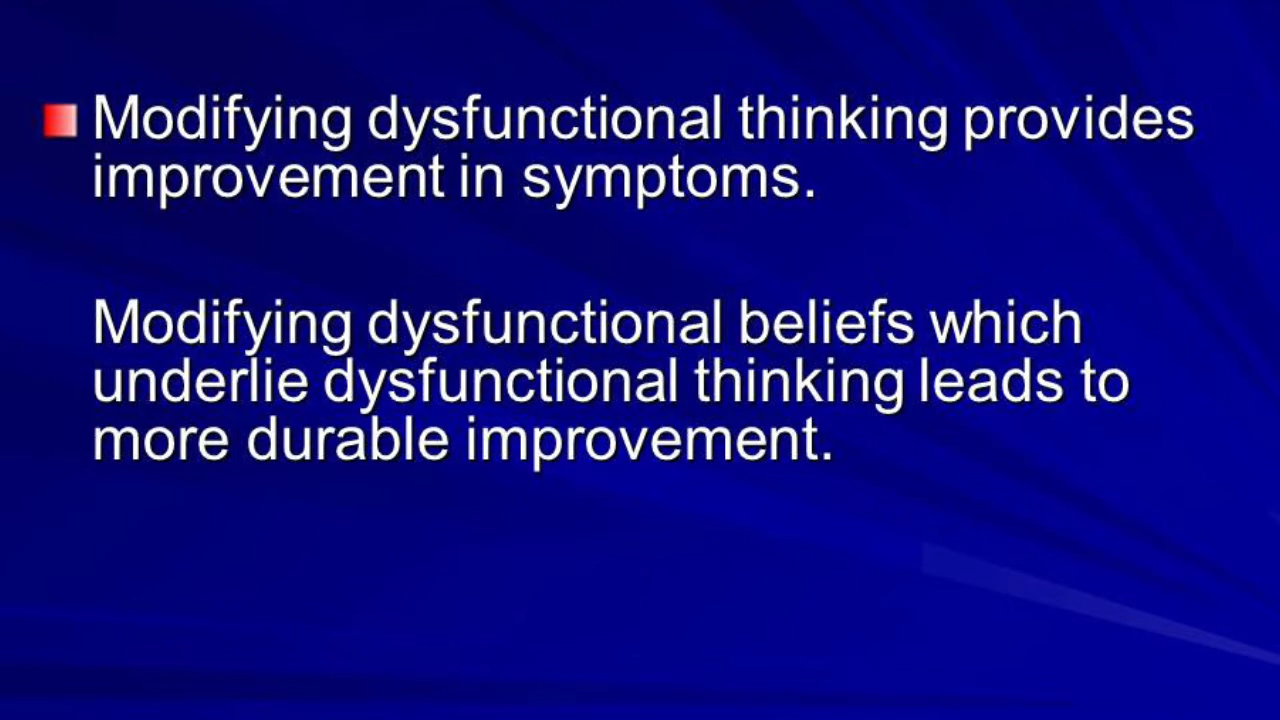 Modifying dysfunctional thinking provides
improvement in symptoms.
Modifying dysfunctional beliefs which
underlie dysfunctional thinking leads to
more durable improvement.